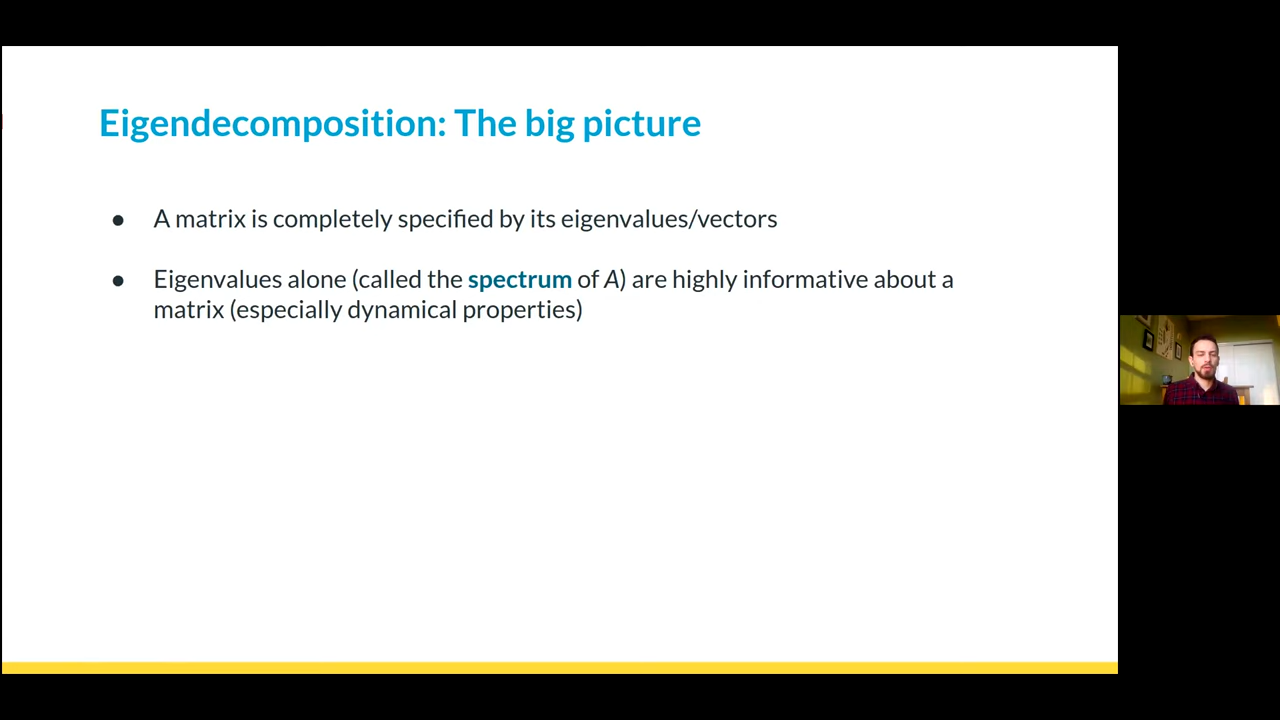 Eigendecomposition: The big picture
● A matrix is completely specified by its eigenvalues/vectors
● Eigenvalues alone (called the spectrum of A) are highly informative about a
matrix (especially dynamical properties)